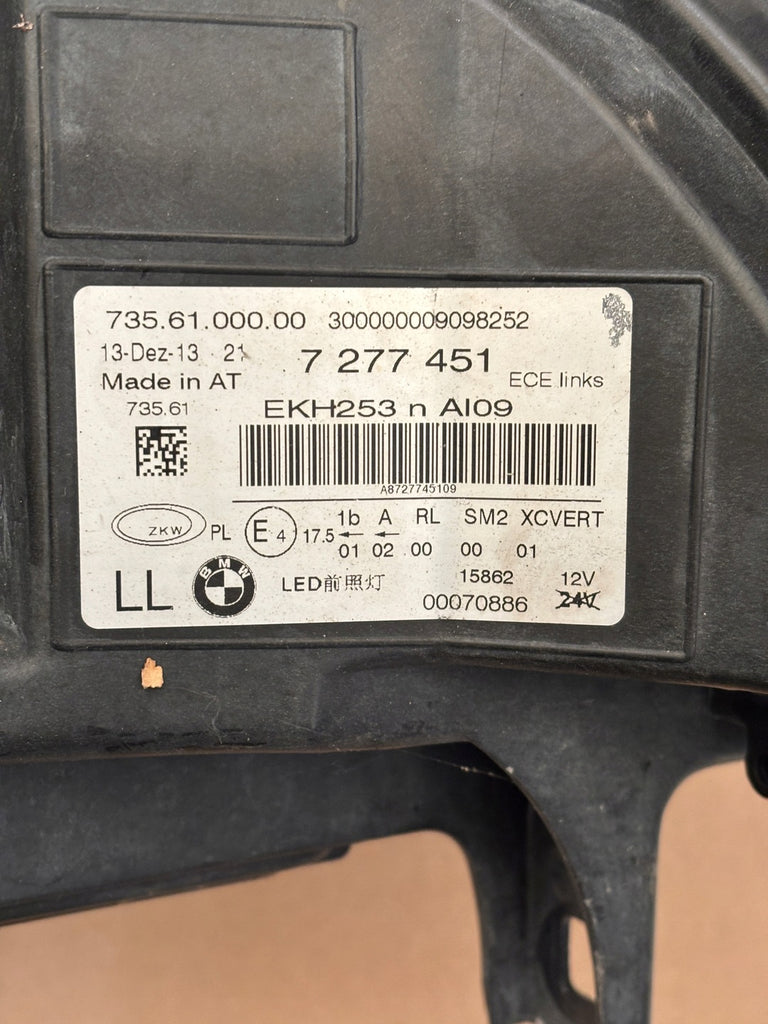 735.61.000.00 300000009098252
13-Dez-13 21 7 277 451
Made in AT ECE links
735.61 EKH253 n AI09
A8727745109
1b A RL SM2 XCVERT
ZKW PL E4 17.5
01 02 00 00 01
LL BMW LED前照灯 15862 12V
00070886 24V